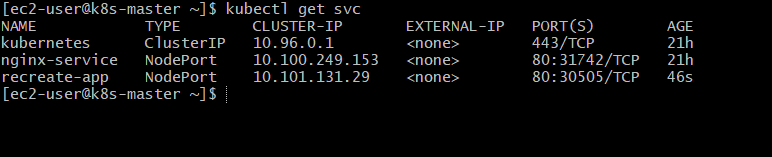 [ec2-user@k8s-master ~]$ kubectl get svc
NAME TYPE CLUSTER-IP EXTERNAL-IP PORT(S) AGE
kubernetes ClusterIP 10.96.0.1 <none> 443/TCP 21h
nginx-service NodePort 10.100.249.153 <none> 80:31742/TCP 21h
recreate-app NodePort 10.101.131.29 <none> 80:30505/TCP 46s
[ec2-user@k8s-master ~]$